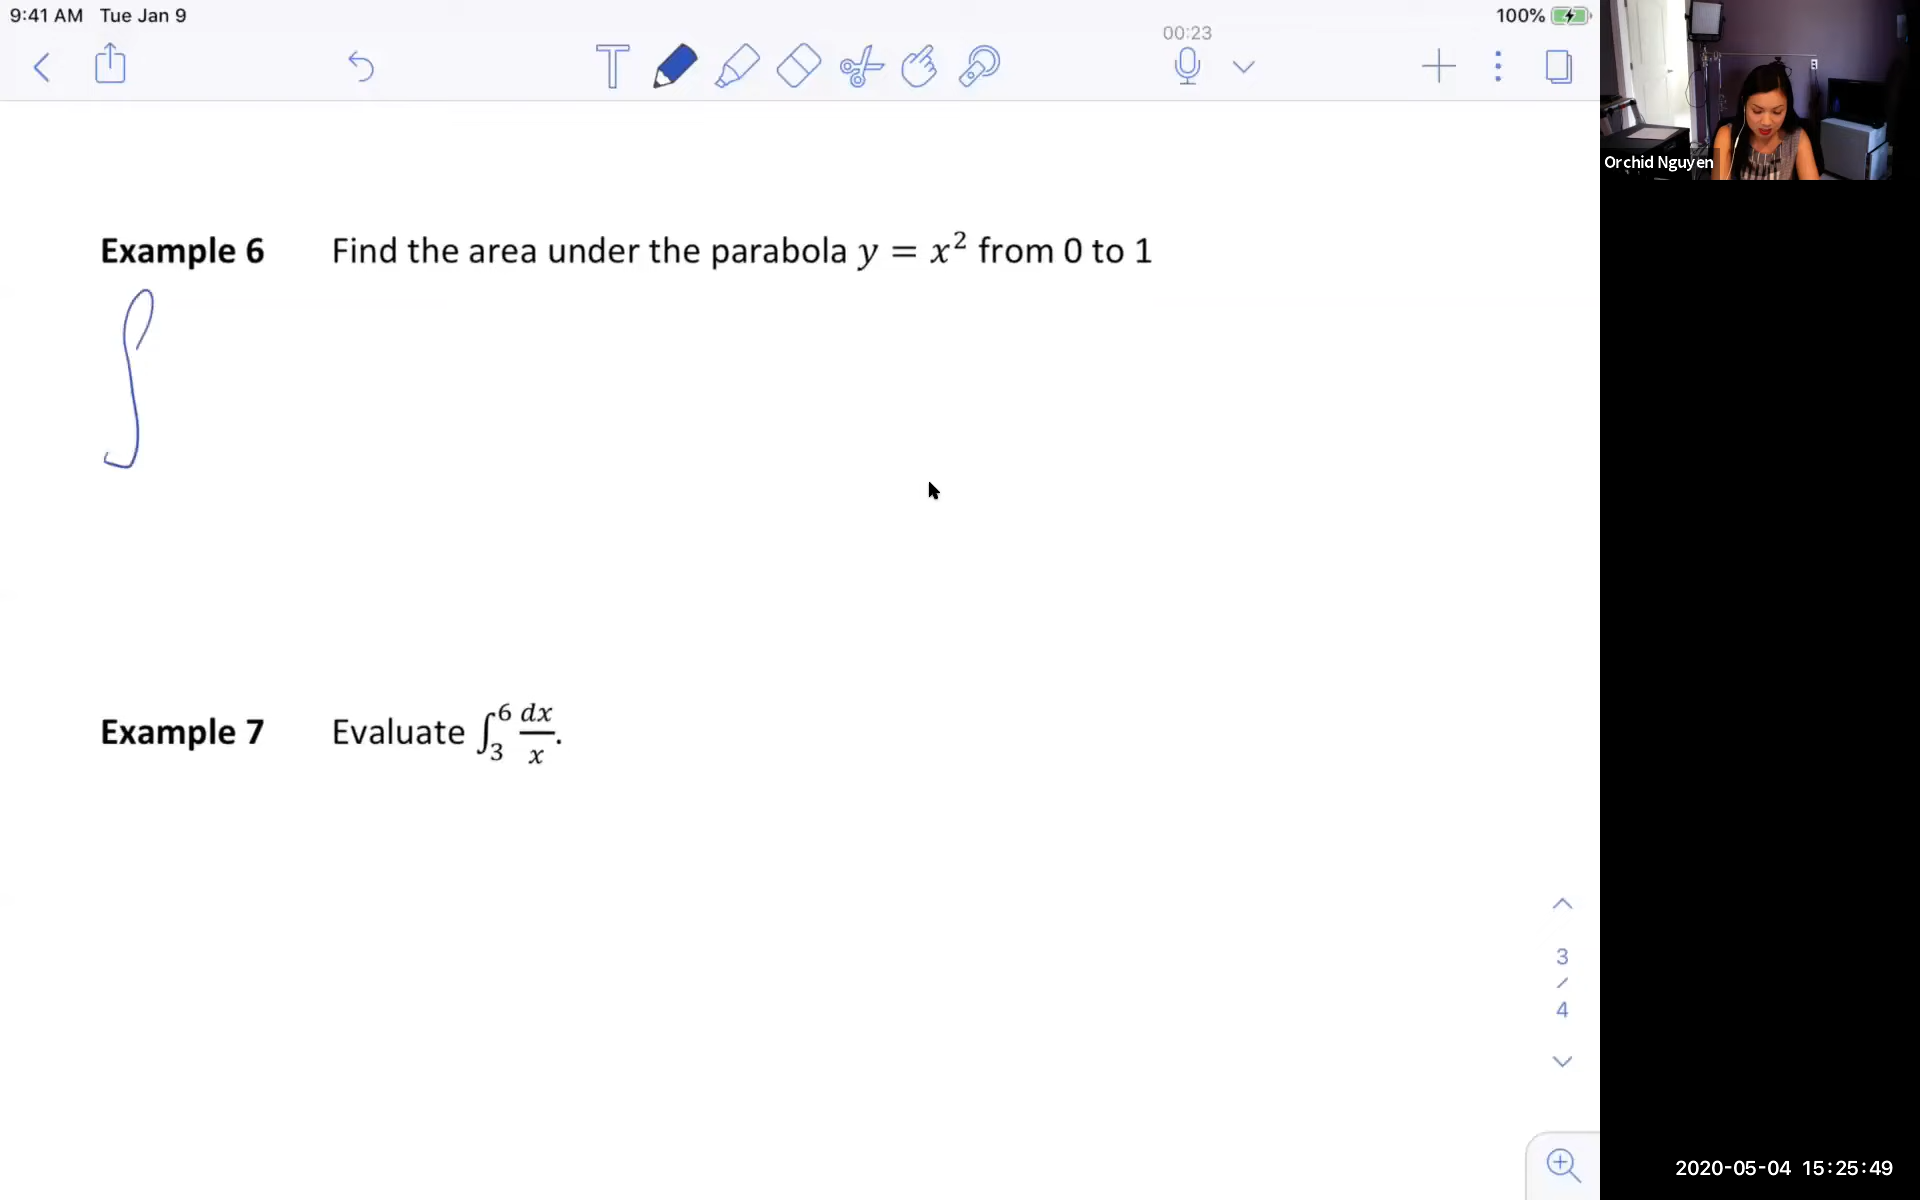 9:41 AM Tue Jan 9
100%
00:23
T
Orchid Nguyen
Example 6 Find the area under the parabola y = x² from 0 to 1
∫
Example 7 Evaluate ∫₃⁶ dx/x.
3
/
4
2020-05-04 15:25:49